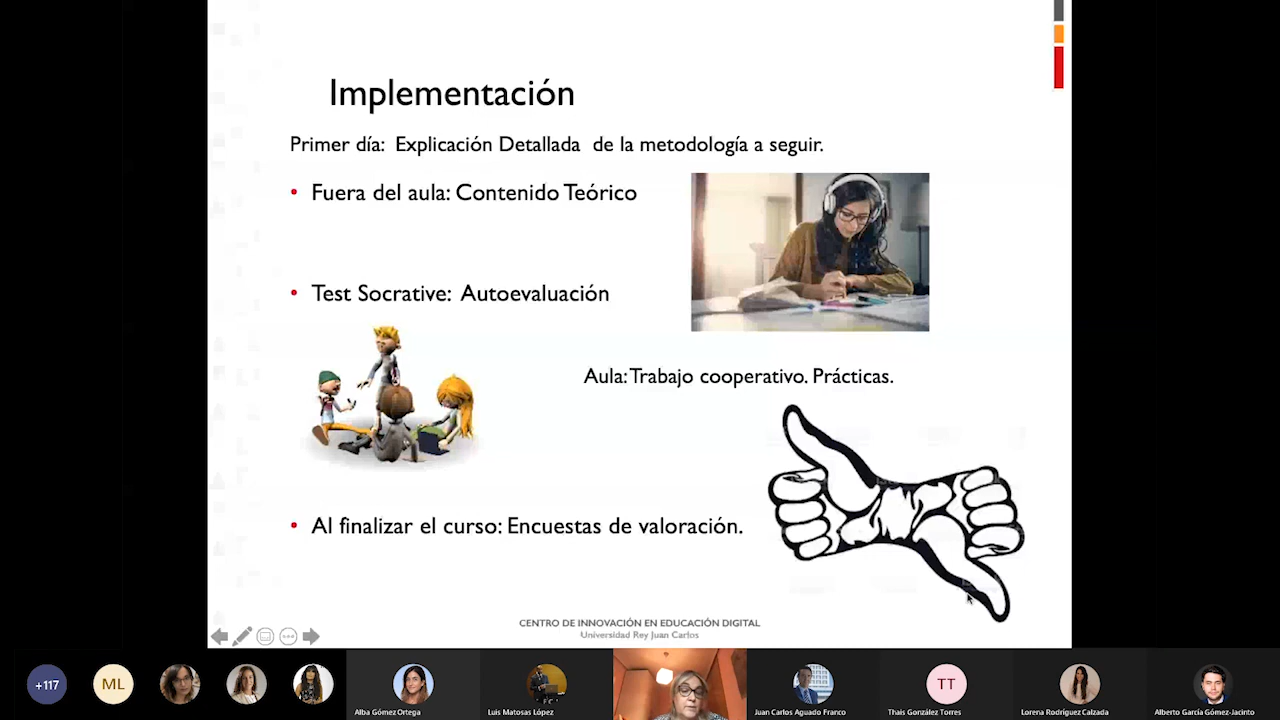 Implementación
Primer día: Explicación Detallada de la metodología a seguir.
• Fuera del aula: Contenido Teórico
• Test Socrative: Autoevaluación
Aula: Trabajo cooperativo. Prácticas.
• Al finalizar el curso: Encuestas de valoración.
CENTRO DE INNOVACIÓN EN EDUCACIÓN DIGITAL
Universidad Rey Juan Carlos
+117
ML
Alba Gómez Ortega
Luis Matosas López
Juan Carlos Aguado Franco
TT
Thais González Torres
Lorena Rodríguez Calzada
Alberto García Gómez-Jacinto